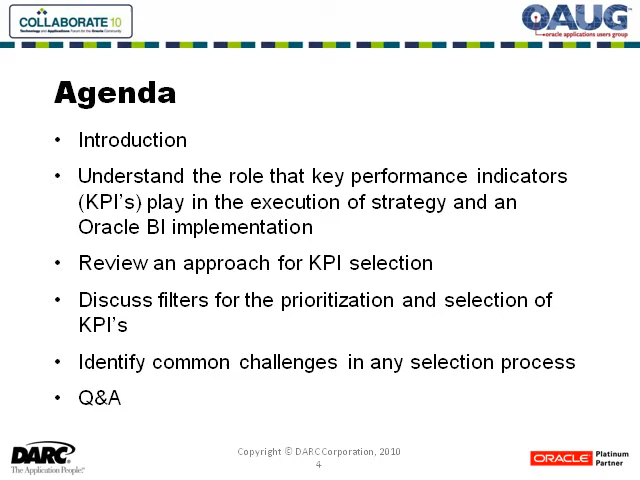 COLLABORATE 10
Technology and Applications Forum for the Oracle Community
OAUG
oracle applications users group
Agenda
• Introduction
• Understand the role that key performance indicators
(KPI's) play in the execution of strategy and an
Oracle BI implementation
• Review an approach for KPI selection
• Discuss filters for the prioritization and selection of
KPI's
• Identify common challenges in any selection process
• Q&A
DARC
The Application People.
Copyright © DARC Corporation, 2010
4
ORACLE Platinum
Partner